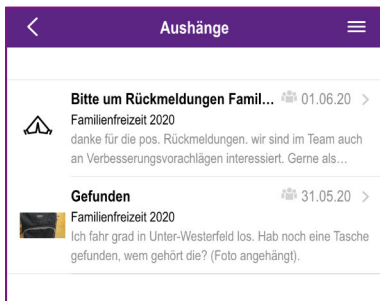 Aushänge
Bitte um Rückmeldungen Famil... 01.06.20
Familienfreizeit 2020
danke für die pos. Rückmeldungen. wir sind im Team auch
an Verbesserungsvorachlägen interessiert. Gerne als...
Gefunden 31.05.20
Familienfreizeit 2020
Ich fahr grad in Unter-Westerfeld los. Hab noch eine Tasche
gefunden, wem gehört die? (Foto angehängt).